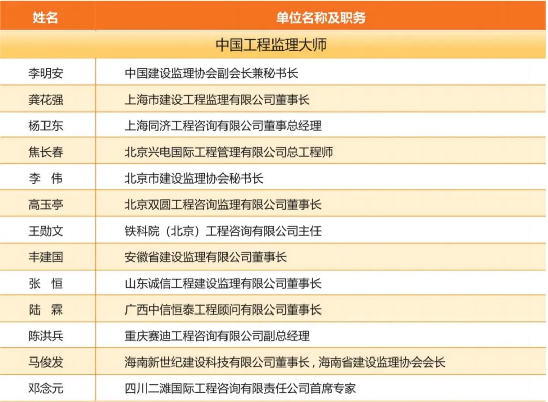 姓名 单位名称及职务
中国工程监理大师
李明安 中国建设监理协会副会长兼秘书长
龚花强 上海市建设工程监理有限公司董事长
杨卫东 上海同济工程咨询有限公司董事总经理
焦长春 北京兴电国际工程管理有限公司总工程师
李 伟 北京市建设监理协会秘书长
高玉亭 北京双圆工程咨询监理有限公司董事长
王勋文 铁科院（北京）工程咨询有限公司主任
丰建国 安徽省建设监理有限公司董事长
张 恒 山东诚信工程建设监理有限公司董事长
陆 霖 广西中信恒泰工程顾问有限公司董事长
陈洪兵 重庆赛迪工程咨询有限公司副总经理
马俊发 海南新世纪建设科技有限公司董事长，海南省建设监理协会会长
邓念元 四川二滩国际工程咨询有限责任公司首席专家